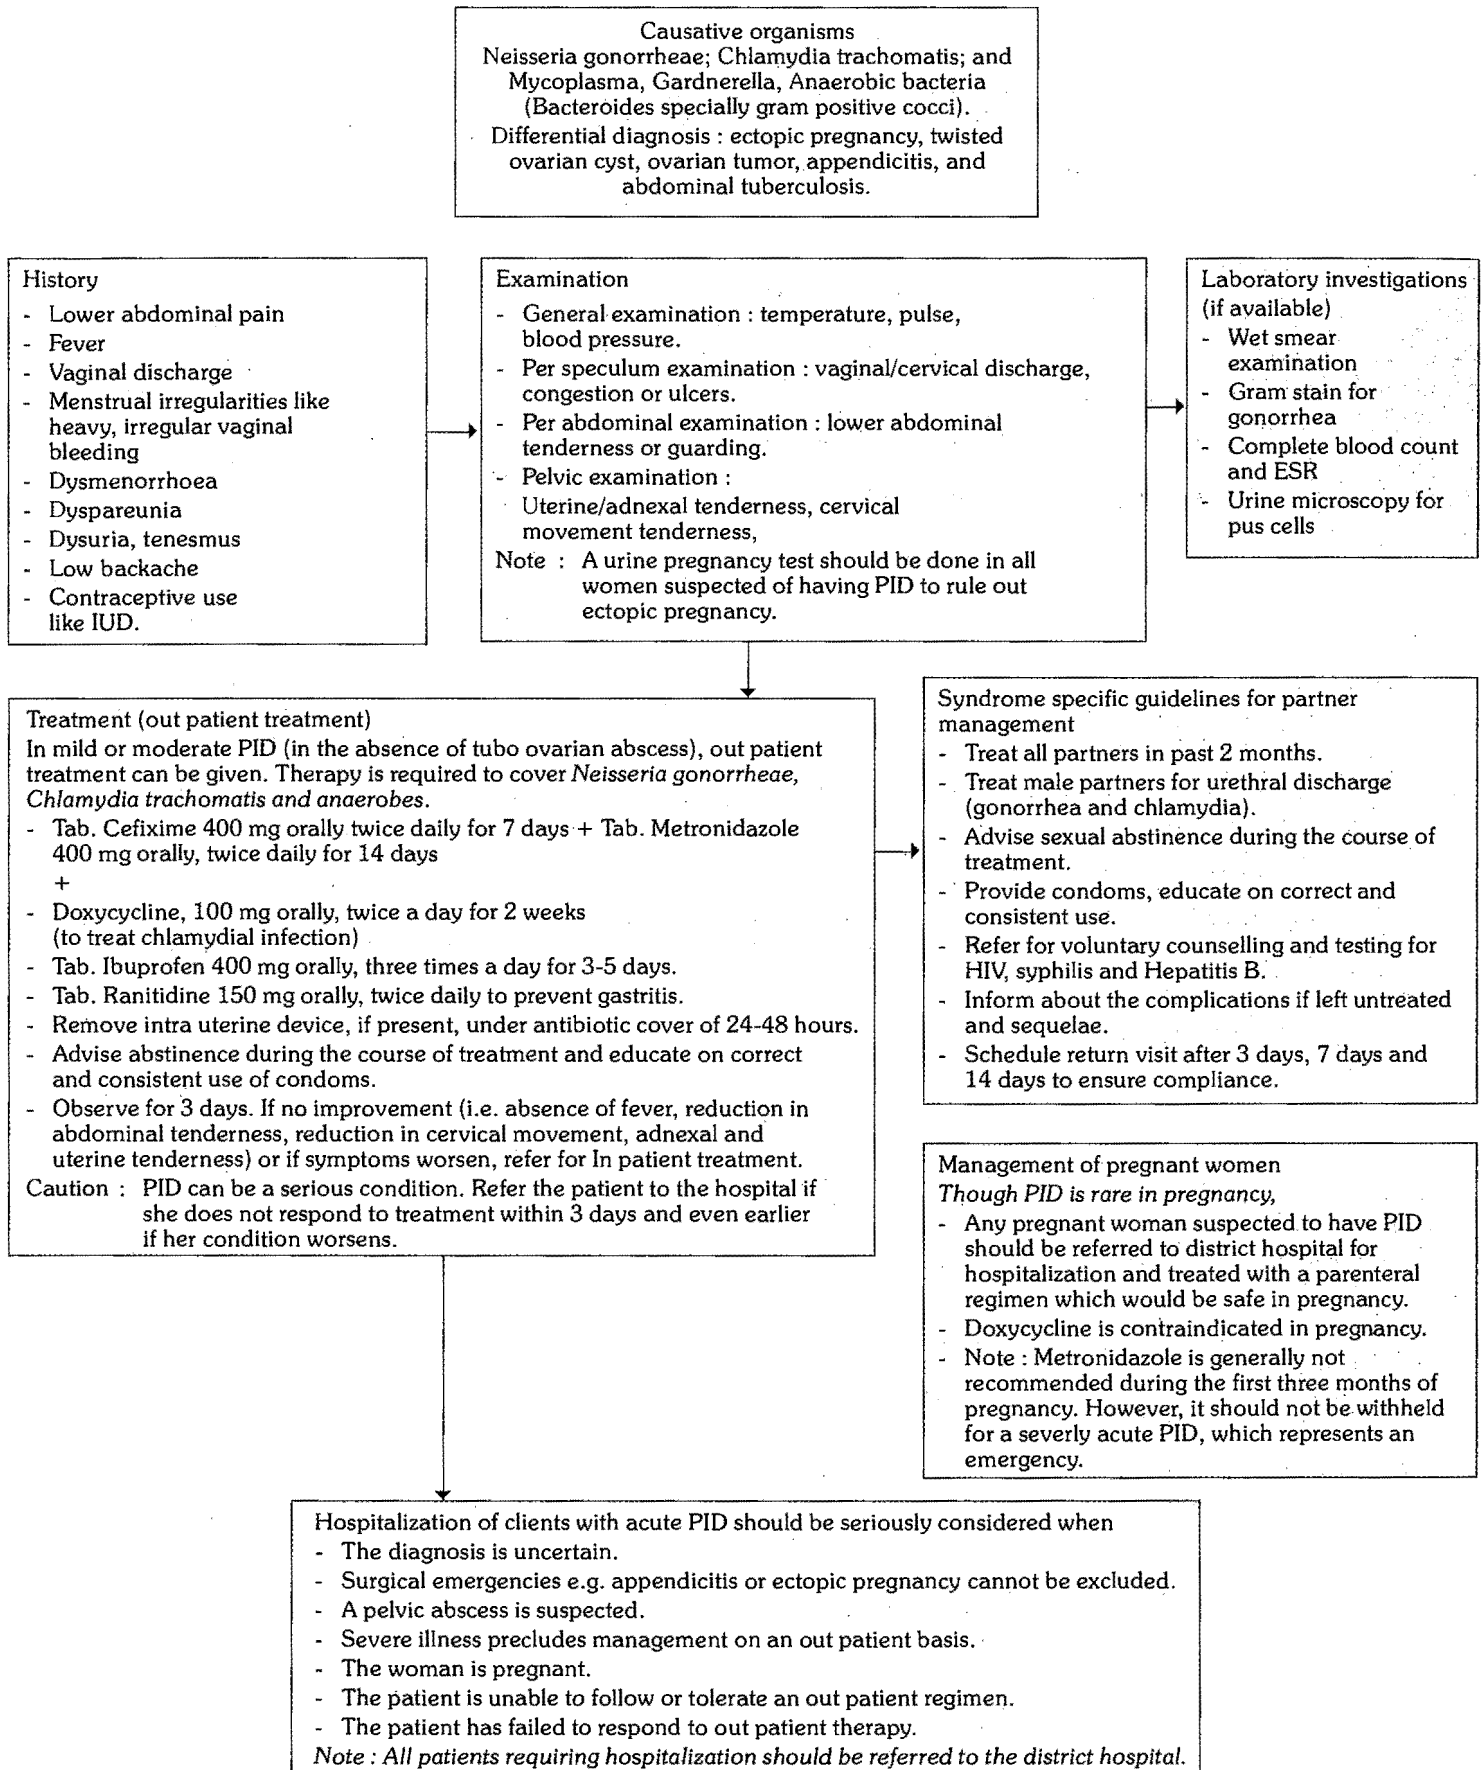 Causative organisms
Neisseria gonorrheae; Chlamydia trachomatis; and
Mycoplasma, Gardnerella, Anaerobic bacteria
(Bacteroides specially gram positive cocci).
Differential diagnosis : ectopic pregnancy, twisted
ovarian cyst, ovarian tumor, appendicitis, and
abdominal tuberculosis.
History
- Lower abdominal pain
- Fever
- Vaginal discharge
- Menstrual irregularities like
heavy, irregular vaginal
bleeding
- Dysmenorrhoea
- Dyspareunia
- Dysuria, tenesmus
- Low backache
- Contraceptive use
like IUD.
Examination
- General examination : temperature, pulse,
blood pressure.
- Per speculum examination : vaginal/cervical discharge,
congestion or ulcers.
- Per abdominal examination : lower abdominal
tenderness or guarding.
- Pelvic examination :
Uterine/adnexal tenderness, cervical
movement tenderness,
Note : A urine pregnancy test should be done in all
women suspected of having PID to rule out
ectopic pregnancy.
Laboratory investigations
(if available)
- Wet smear
examination
- Gram stain for
gonorrhea
- Complete blood count
and ESR
- Urine microscopy for
pus cells
Treatment (out patient treatment)
In mild or moderate PID (in the absence of tubo ovarian abscess), out patient
treatment can be given. Therapy is required to cover Neisseria gonorrheae,
Chlamydia trachomatis and anaerobes.
- Tab. Cefixime 400 mg orally twice daily for 7 days + Tab. Metronidazole
400 mg orally, twice daily for 14 days
+
- Doxycycline, 100 mg orally, twice a day for 2 weeks
(to treat chlamydial infection)
- Tab. Ibuprofen 400 mg orally, three times a day for 3-5 days.
- Tab. Ranitidine 150 mg orally, twice daily to prevent gastritis.
- Remove intra uterine device, if present, under antibiotic cover of 24-48 hours.
- Advise abstinence during the course of treatment and educate on correct
and consistent use of condoms.
- Observe for 3 days. If no improvement (i.e. absence of fever, reduction in
abdominal tenderness, reduction in cervical movement, adnexal and
uterine tenderness) or if symptoms worsen, refer for In patient treatment.
Caution : PID can be a serious condition. Refer the patient to the hospital if
she does not respond to treatment within 3 days and even earlier
if her condition worsens.
Syndrome specific guidelines for partner
management
- Treat all partners in past 2 months.
- Treat male partners for urethral discharge
(gonorrhea and chlamydia).
- Advise sexual abstinence during the course of
treatment.
- Provide condoms, educate on correct and
consistent use.
- Refer for voluntary counselling and testing for
HIV, syphilis and Hepatitis B.
- Inform about the complications if left untreated
and sequelae.
- Schedule return visit after 3 days, 7 days and
14 days to ensure compliance.
Management of pregnant women
Though PID is rare in pregnancy,
- Any pregnant woman suspected to have PID
should be referred to district hospital for
hospitalization and treated with a parenteral
regimen which would be safe in pregnancy.
- Doxycycline is contraindicated in pregnancy.
- Note : Metronidazole is generally not
recommended during the first three months of
pregnancy. However, it should not be withheld
for a severly acute PID, which represents an
emergency.
Hospitalization of clients with acute PID should be seriously considered when
- The diagnosis is uncertain.
- Surgical emergencies e.g. appendicitis or ectopic pregnancy cannot be excluded.
- A pelvic abscess is suspected.
- Severe illness precludes management on an out patient basis.
- The woman is pregnant.
- The patient is unable to follow or tolerate an out patient regimen.
- The patient has failed to respond to out patient therapy.
Note : All patients requiring hospitalization should be referred to the district hospital.